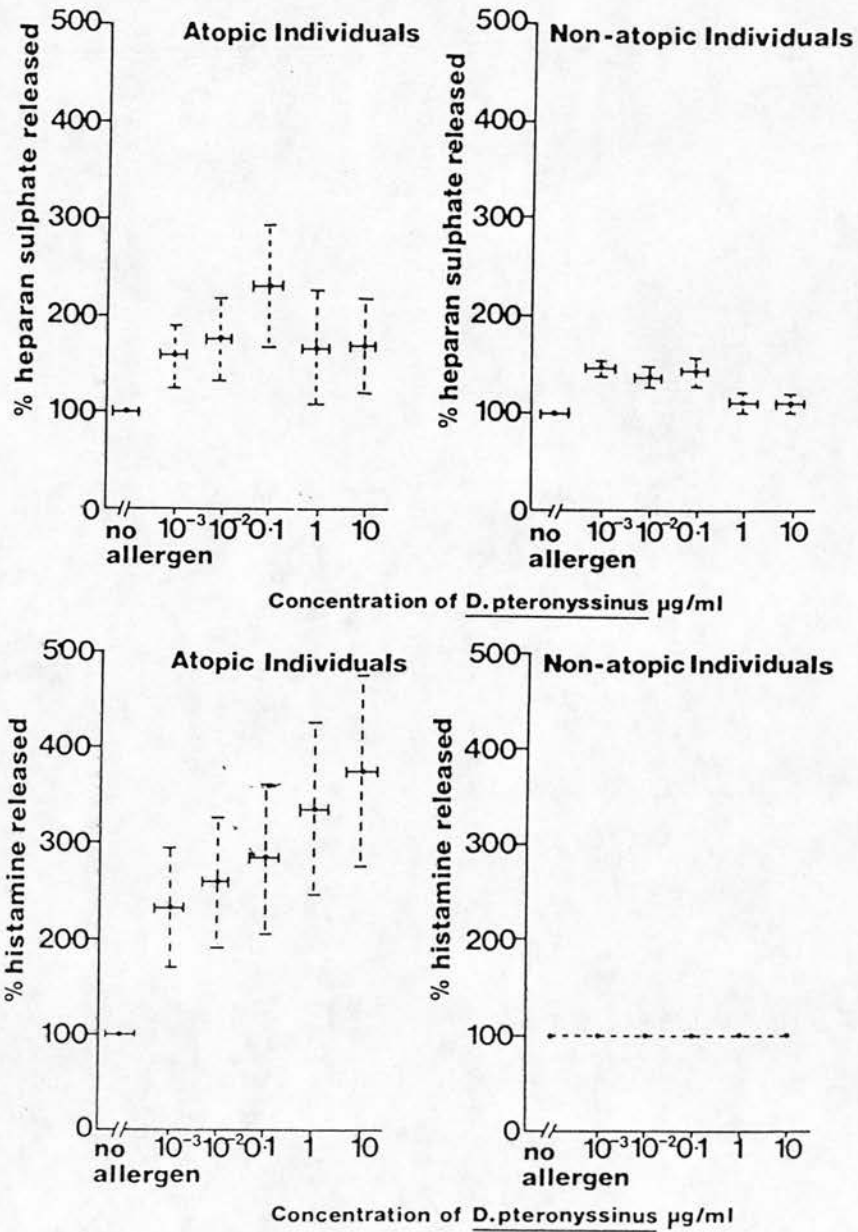 Atopic Individuals
% heparan sulphate released
500
400
300
200
100
0
no allergen 10⁻³ 10⁻² 0·1 1 10
Non-atopic Individuals
% heparan sulphate released
500
400
300
200
100
0
no allergen 10⁻³ 10⁻² 0·1 1 10
Concentration of D.pteronyssinus µg/ml
Atopic Individuals
% histamine released
500
400
300
200
100
0
no allergen 10⁻³ 10⁻² 0·1 1 10
Non-atopic Individuals
% histamine released
500
400
300
200
100
0
no allergen 10⁻³ 10⁻² 0·1 1 10
Concentration of D.pteronyssinus µg/ml